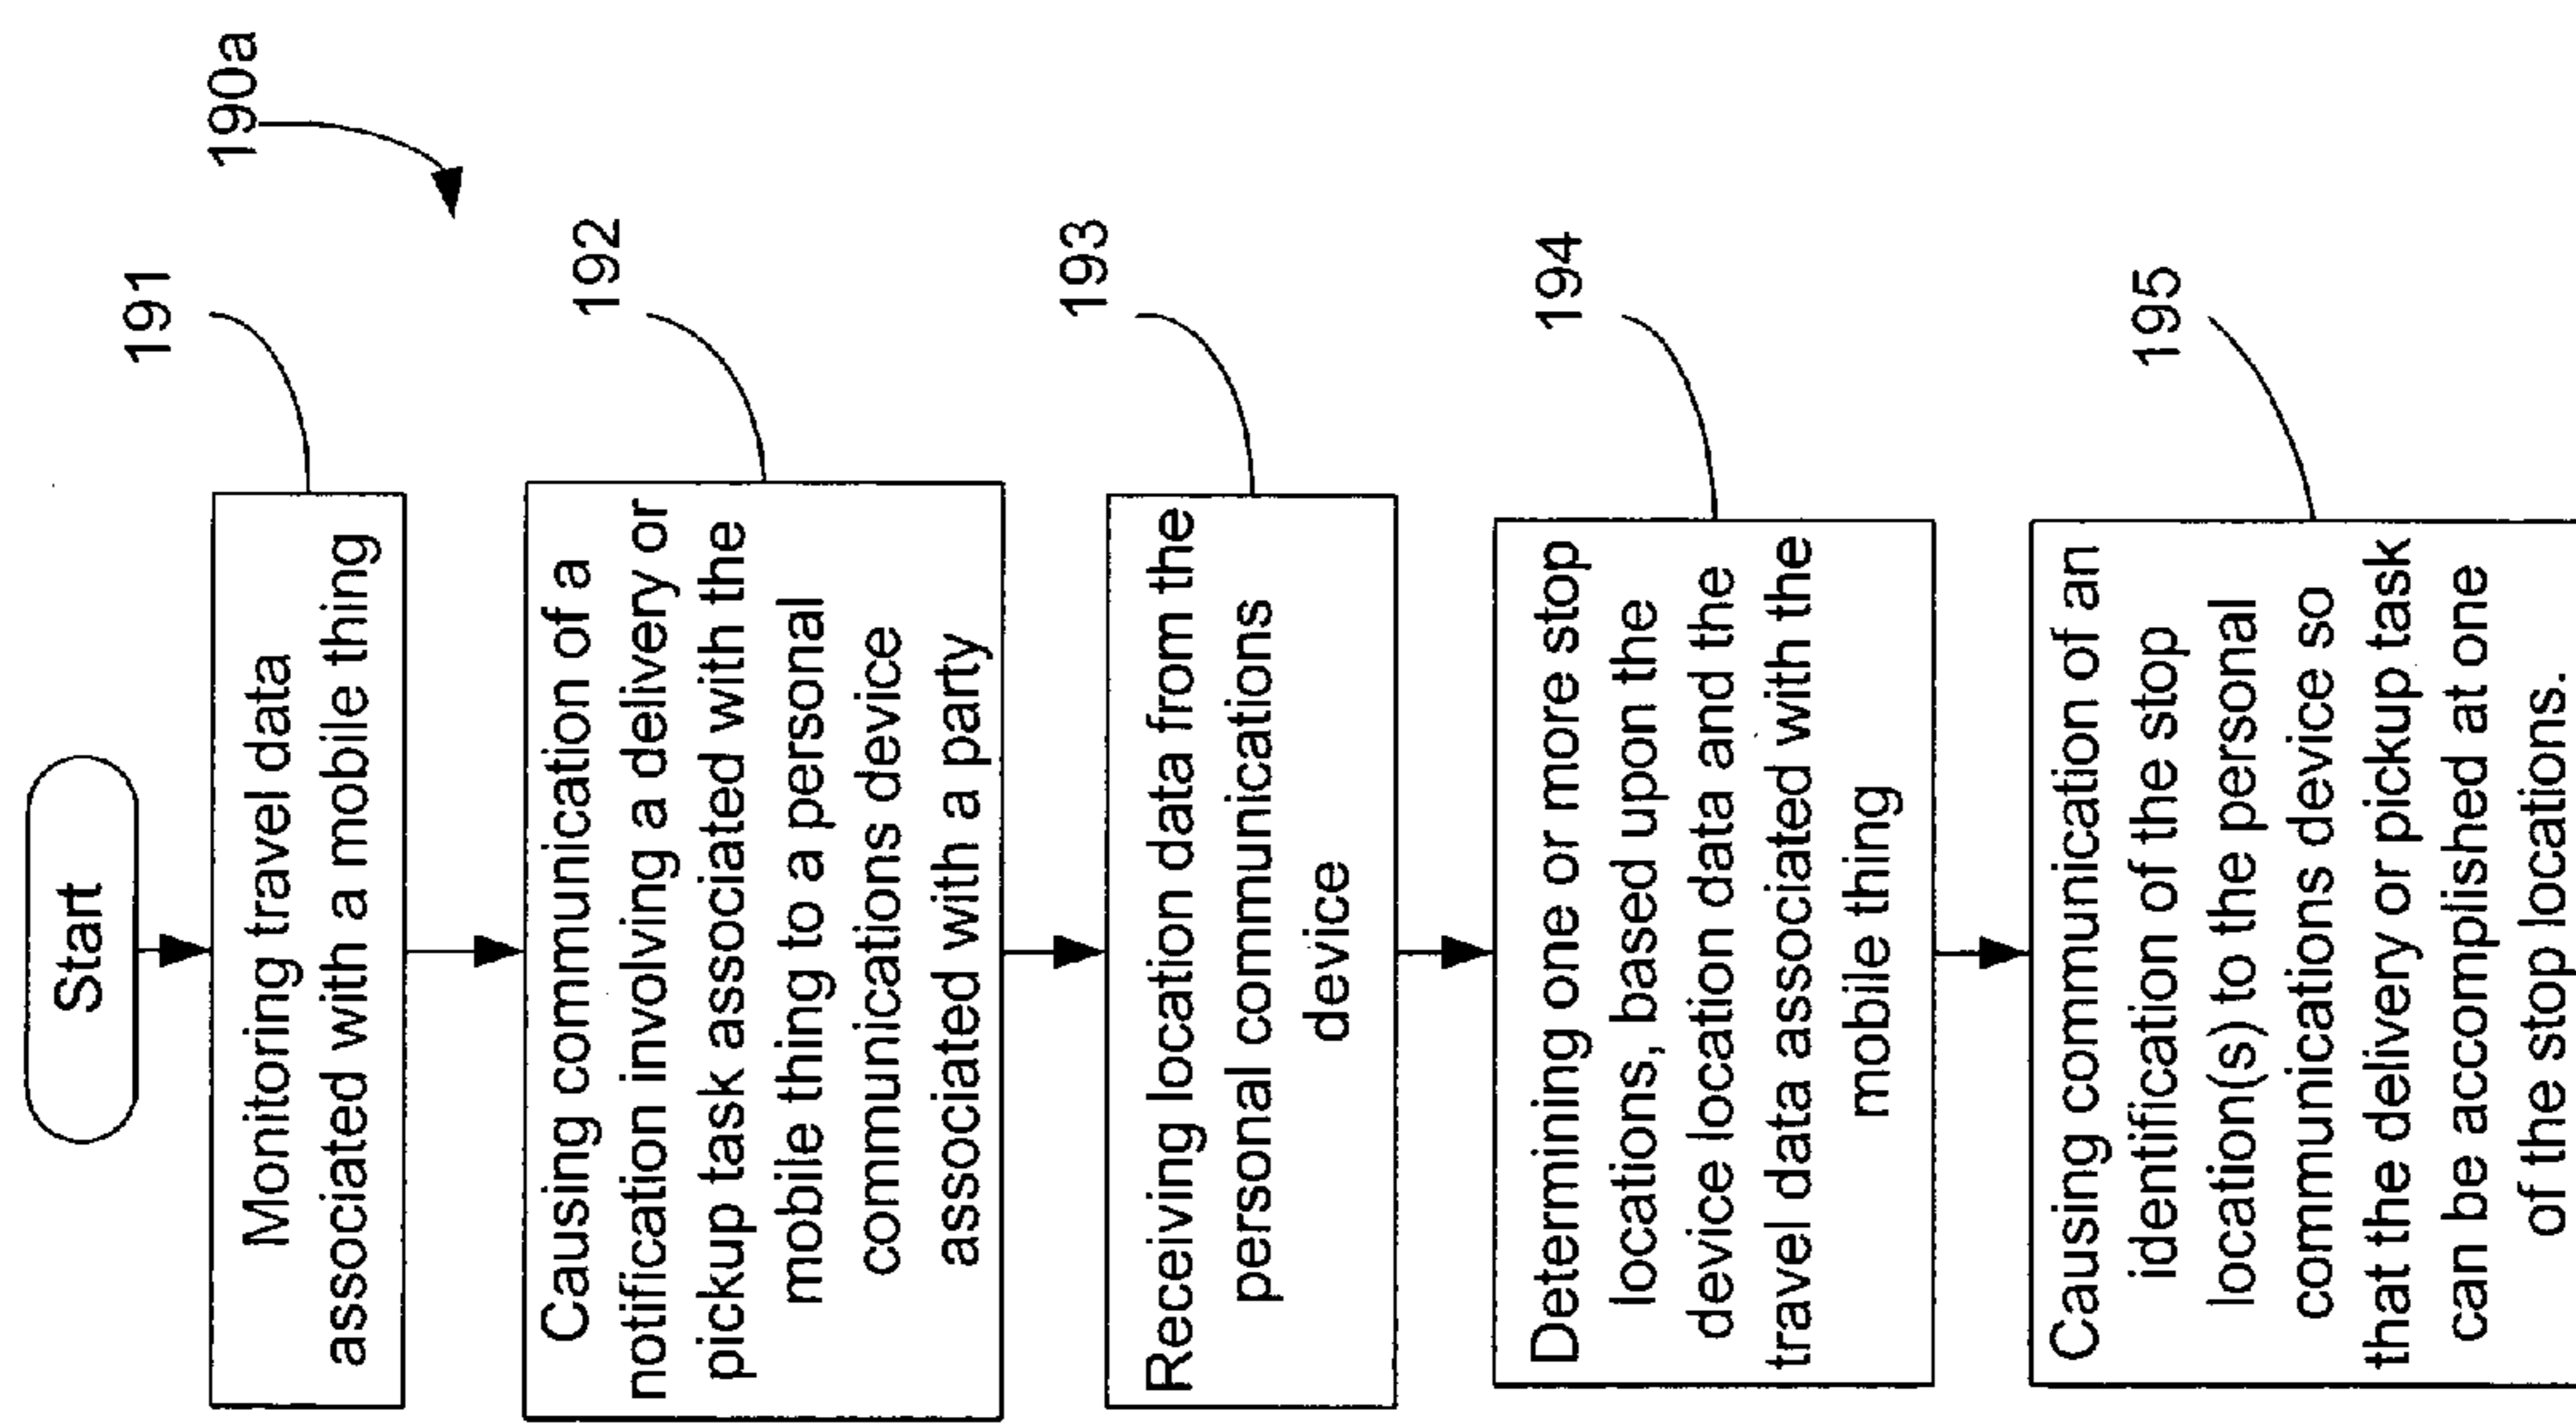 Start
190a
191
Monitoring travel data
associated with a mobile thing
192
Causing communication of a
notification involving a delivery or
pickup task associated with the
mobile thing to a personal
communications device
associated with a party
193
Receiving location data from the
personal communications
device
194
Determining one or more stop
locations, based upon the
device location data and the
travel data associated with the
mobile thing
195
Causing communication of an
identification of the stop
location(s) to the personal
communications device so
that the delivery or pickup task
can be accomplished at one
of the stop locations.